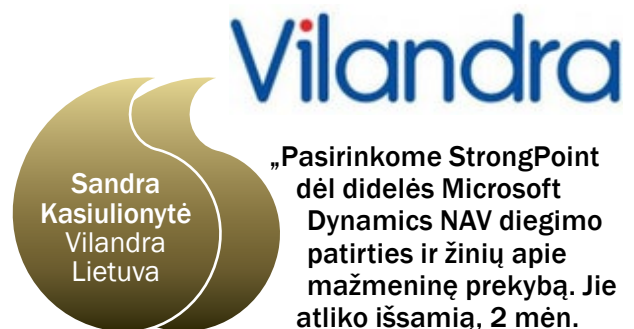 Vilandra
Sandra
Kasiulionytė
Vilandra
Lietuva
„Pasirinkome StrongPoint
dėl didelės Microsoft
Dynamics NAV diegimo
patirties ir žinių apie
mažmeninę prekybą. Jie
atliko išsamią, 2 mėn.